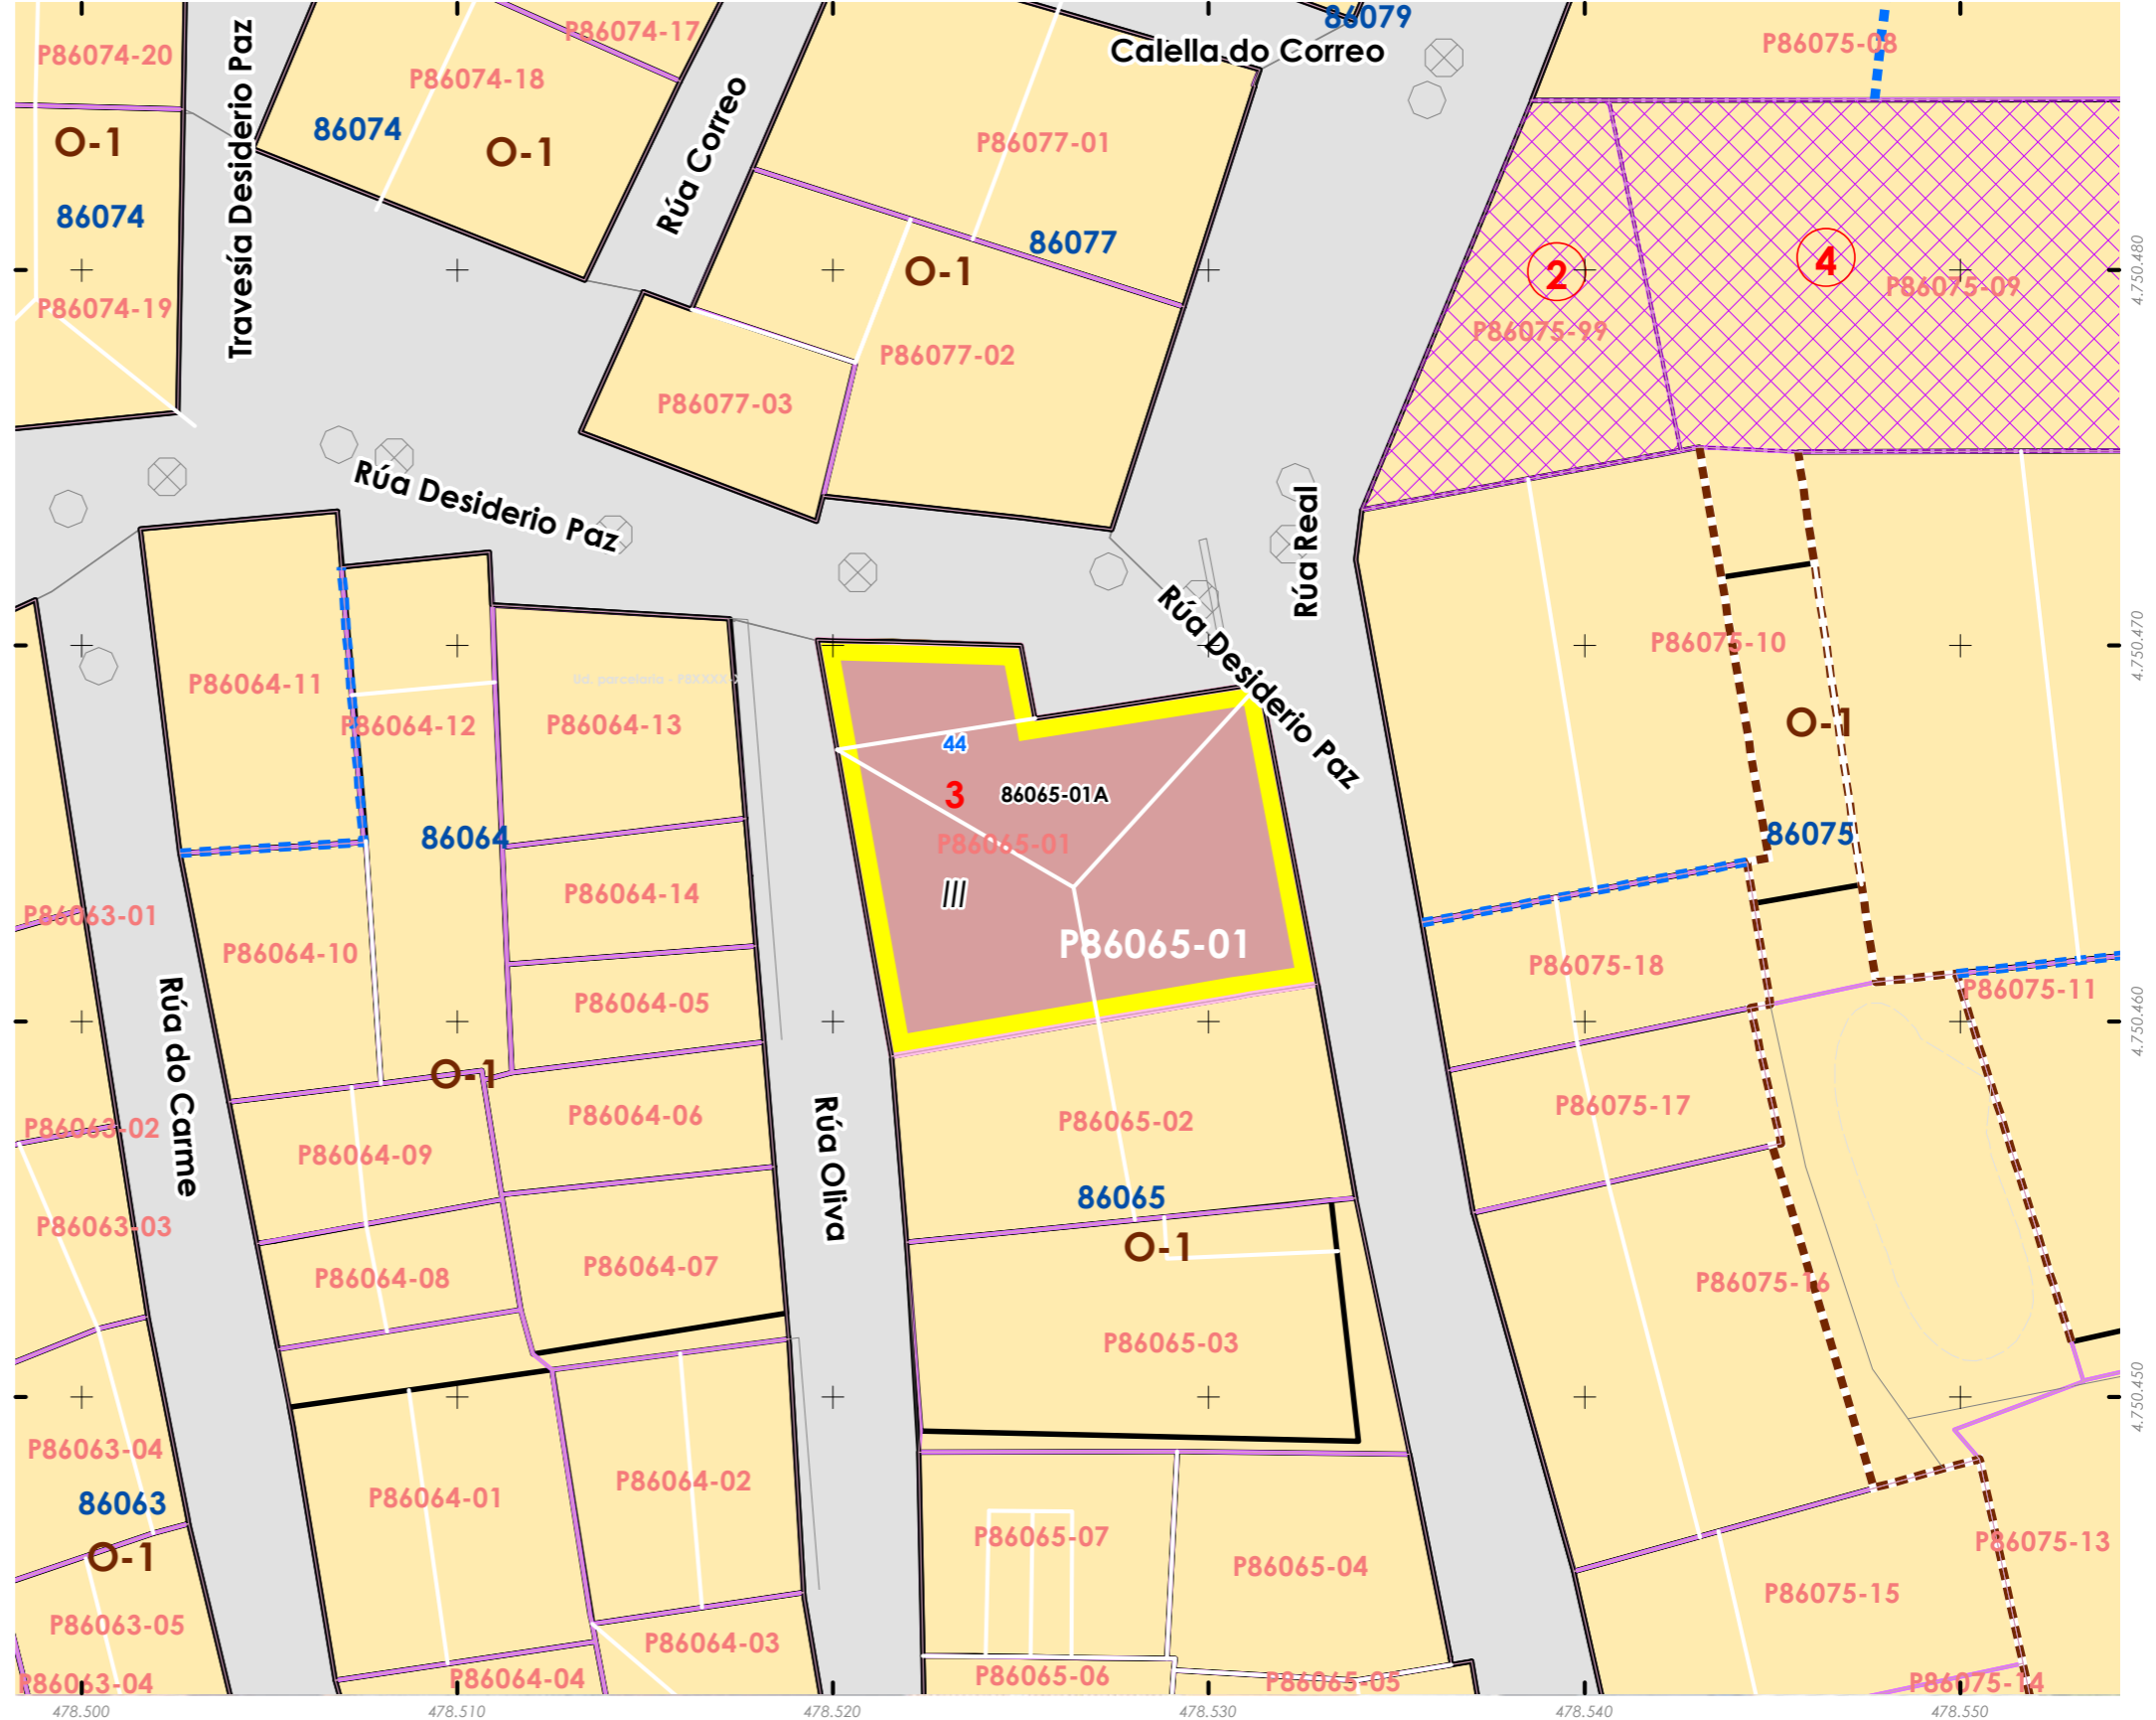 86079
P86074-17
P86075-08
P86074-20
Calella do Correo
P86074-18
86074
O-1
O-1
P86077-01
Travesía Desiderio Paz
Rúa Correo
86074
86077
O-1
2
4
P86075-09
P86074-19
P86075-99
P86077-02
P86077-03
4.750.480
Rúa Desiderio Paz
Rúa Real
Rúa Desiderio Paz
P86075-10
4.750.470
P86064-11
P86064-12
P86064-13
O-1
44
3
86065-01A
P86065-01
86064
86075
III
P86064-14
P86063-01
P86065-01
P86064-10
P86075-18
P86075-11
P86064-05
4.750.460
Rúa do Carme
O-1
P86064-06
P86065-02
P86075-17
P86063-02
Rúa Oliva
P86064-09
86065
P86063-03
O-1
P86064-08
P86064-07
P86075-16
P86065-03
4.750.450
P86063-04
P86064-01
P86064-02
86063
P86065-07
P86075-13
O-1
P86065-04
P86075-15
P86063-05
P86064-03
P86063-04
P86064-04
P86065-06
P86065-05
P86075-14
478.500
478.510
478.520
478.530
478.540
478.550